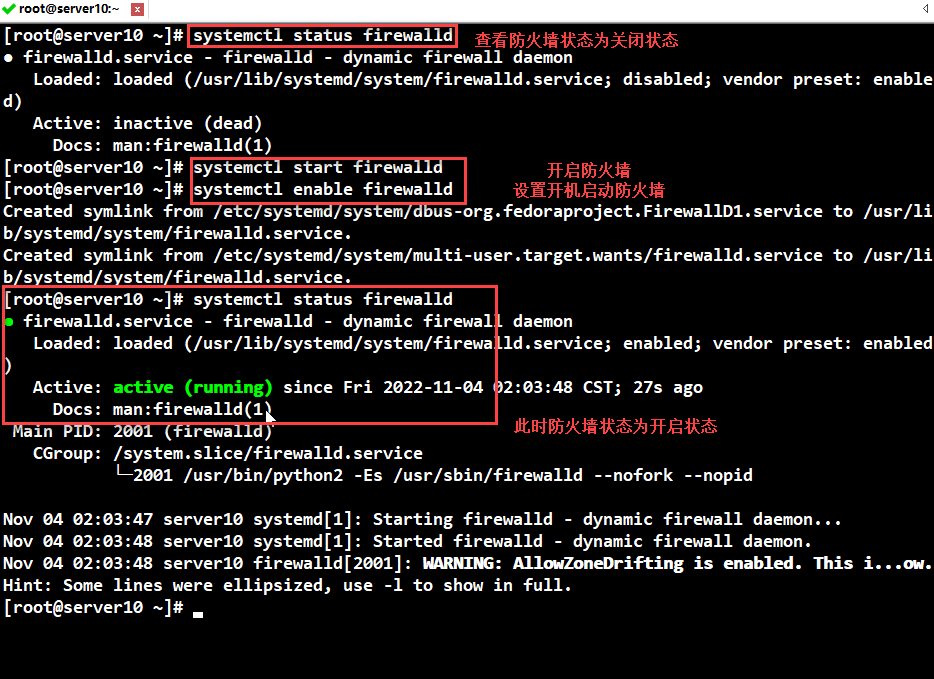 root@server10:~ x
[root@server10 ~]# systemctl status firewalld 查看防火墙状态为关闭状态
● firewalld.service - firewalld - dynamic firewall daemon
Loaded: loaded (/usr/lib/systemd/system/firewalld.service; disabled; vendor preset: enable
d)
Active: inactive (dead)
Docs: man:firewalld(1)
[root@server10 ~]# systemctl start firewalld 开启防火墙
[root@server10 ~]# systemctl enable firewalld 设置开机启动防火墙
Created symlink from /etc/systemd/system/dbus-org.fedoraproject.FirewallD1.service to /usr/li
b/systemd/system/firewalld.service.
Created symlink from /etc/systemd/system/multi-user.target.wants/firewalld.service to /usr/li
b/systemd/system/firewalld.service.
[root@server10 ~]# systemctl status firewalld
● firewalld.service - firewalld - dynamic firewall daemon
Loaded: loaded (/usr/lib/systemd/system/firewalld.service; enabled; vendor preset: enabled
)
Active: active (running) since Fri 2022-11-04 02:03:48 CST; 27s ago
Docs: man:firewalld(1)
此时防火墙状态为开启状态
Main PID: 2001 (firewalld)
CGroup: /system.slice/firewalld.service
└─2001 /usr/bin/python2 -Es /usr/sbin/firewalld --nofork --nopid
Nov 04 02:03:47 server10 systemd[1]: Starting firewalld - dynamic firewall daemon...
Nov 04 02:03:48 server10 systemd[1]: Started firewalld - dynamic firewall daemon.
Nov 04 02:03:48 server10 firewalld[2001]: WARNING: AllowZoneDrifting is enabled. This i...ow.
Hint: Some lines were ellipsized, use -l to show in full.
[root@server10 ~]#